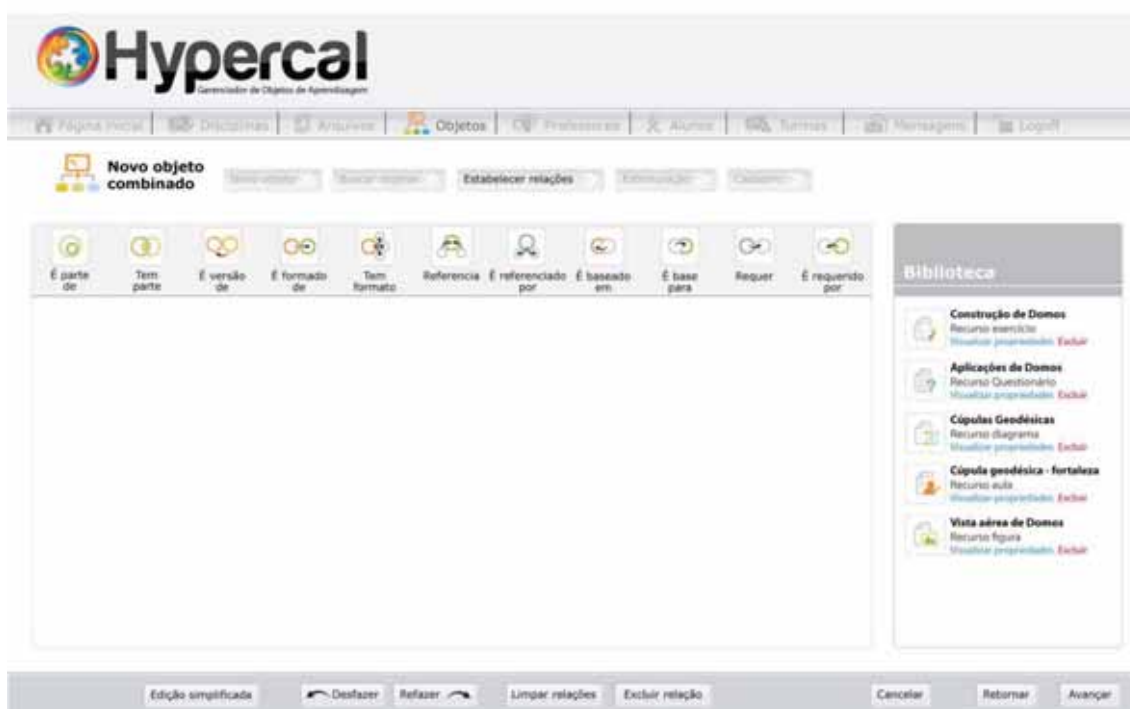 Hypercal
Gerenciador de Objetos de Aprendizagem
Página Inicial Disciplinas Arquivos Objetos Professores Alunos Turmas Mensagens Logoff
Novo objeto
combinado
Estabelecer relações
É parte
de
Tem
parte
É versão
de
É formado
de
Tem
formato
Referencia
É referenciado
por
É baseado
em
É base
para
Requer
É requerido
por
Biblioteca
Construção de Domos
Recurso exercício
Visualizar propriedades Excluir
Aplicações de Domos
Recurso Questionário
Visualizar propriedades Excluir
Cúpulas Geodésicas
Recurso diagrama
Visualizar propriedades Excluir
Cúpula geodésica - fortaleza
Recurso aula
Visualizar propriedades Excluir
Vista aérea de Domos
Recurso figura
Visualizar propriedades Excluir
Edição simplificada Desfazer Refazer Limpar relações Excluir relação Cancelar Retornar Avançar